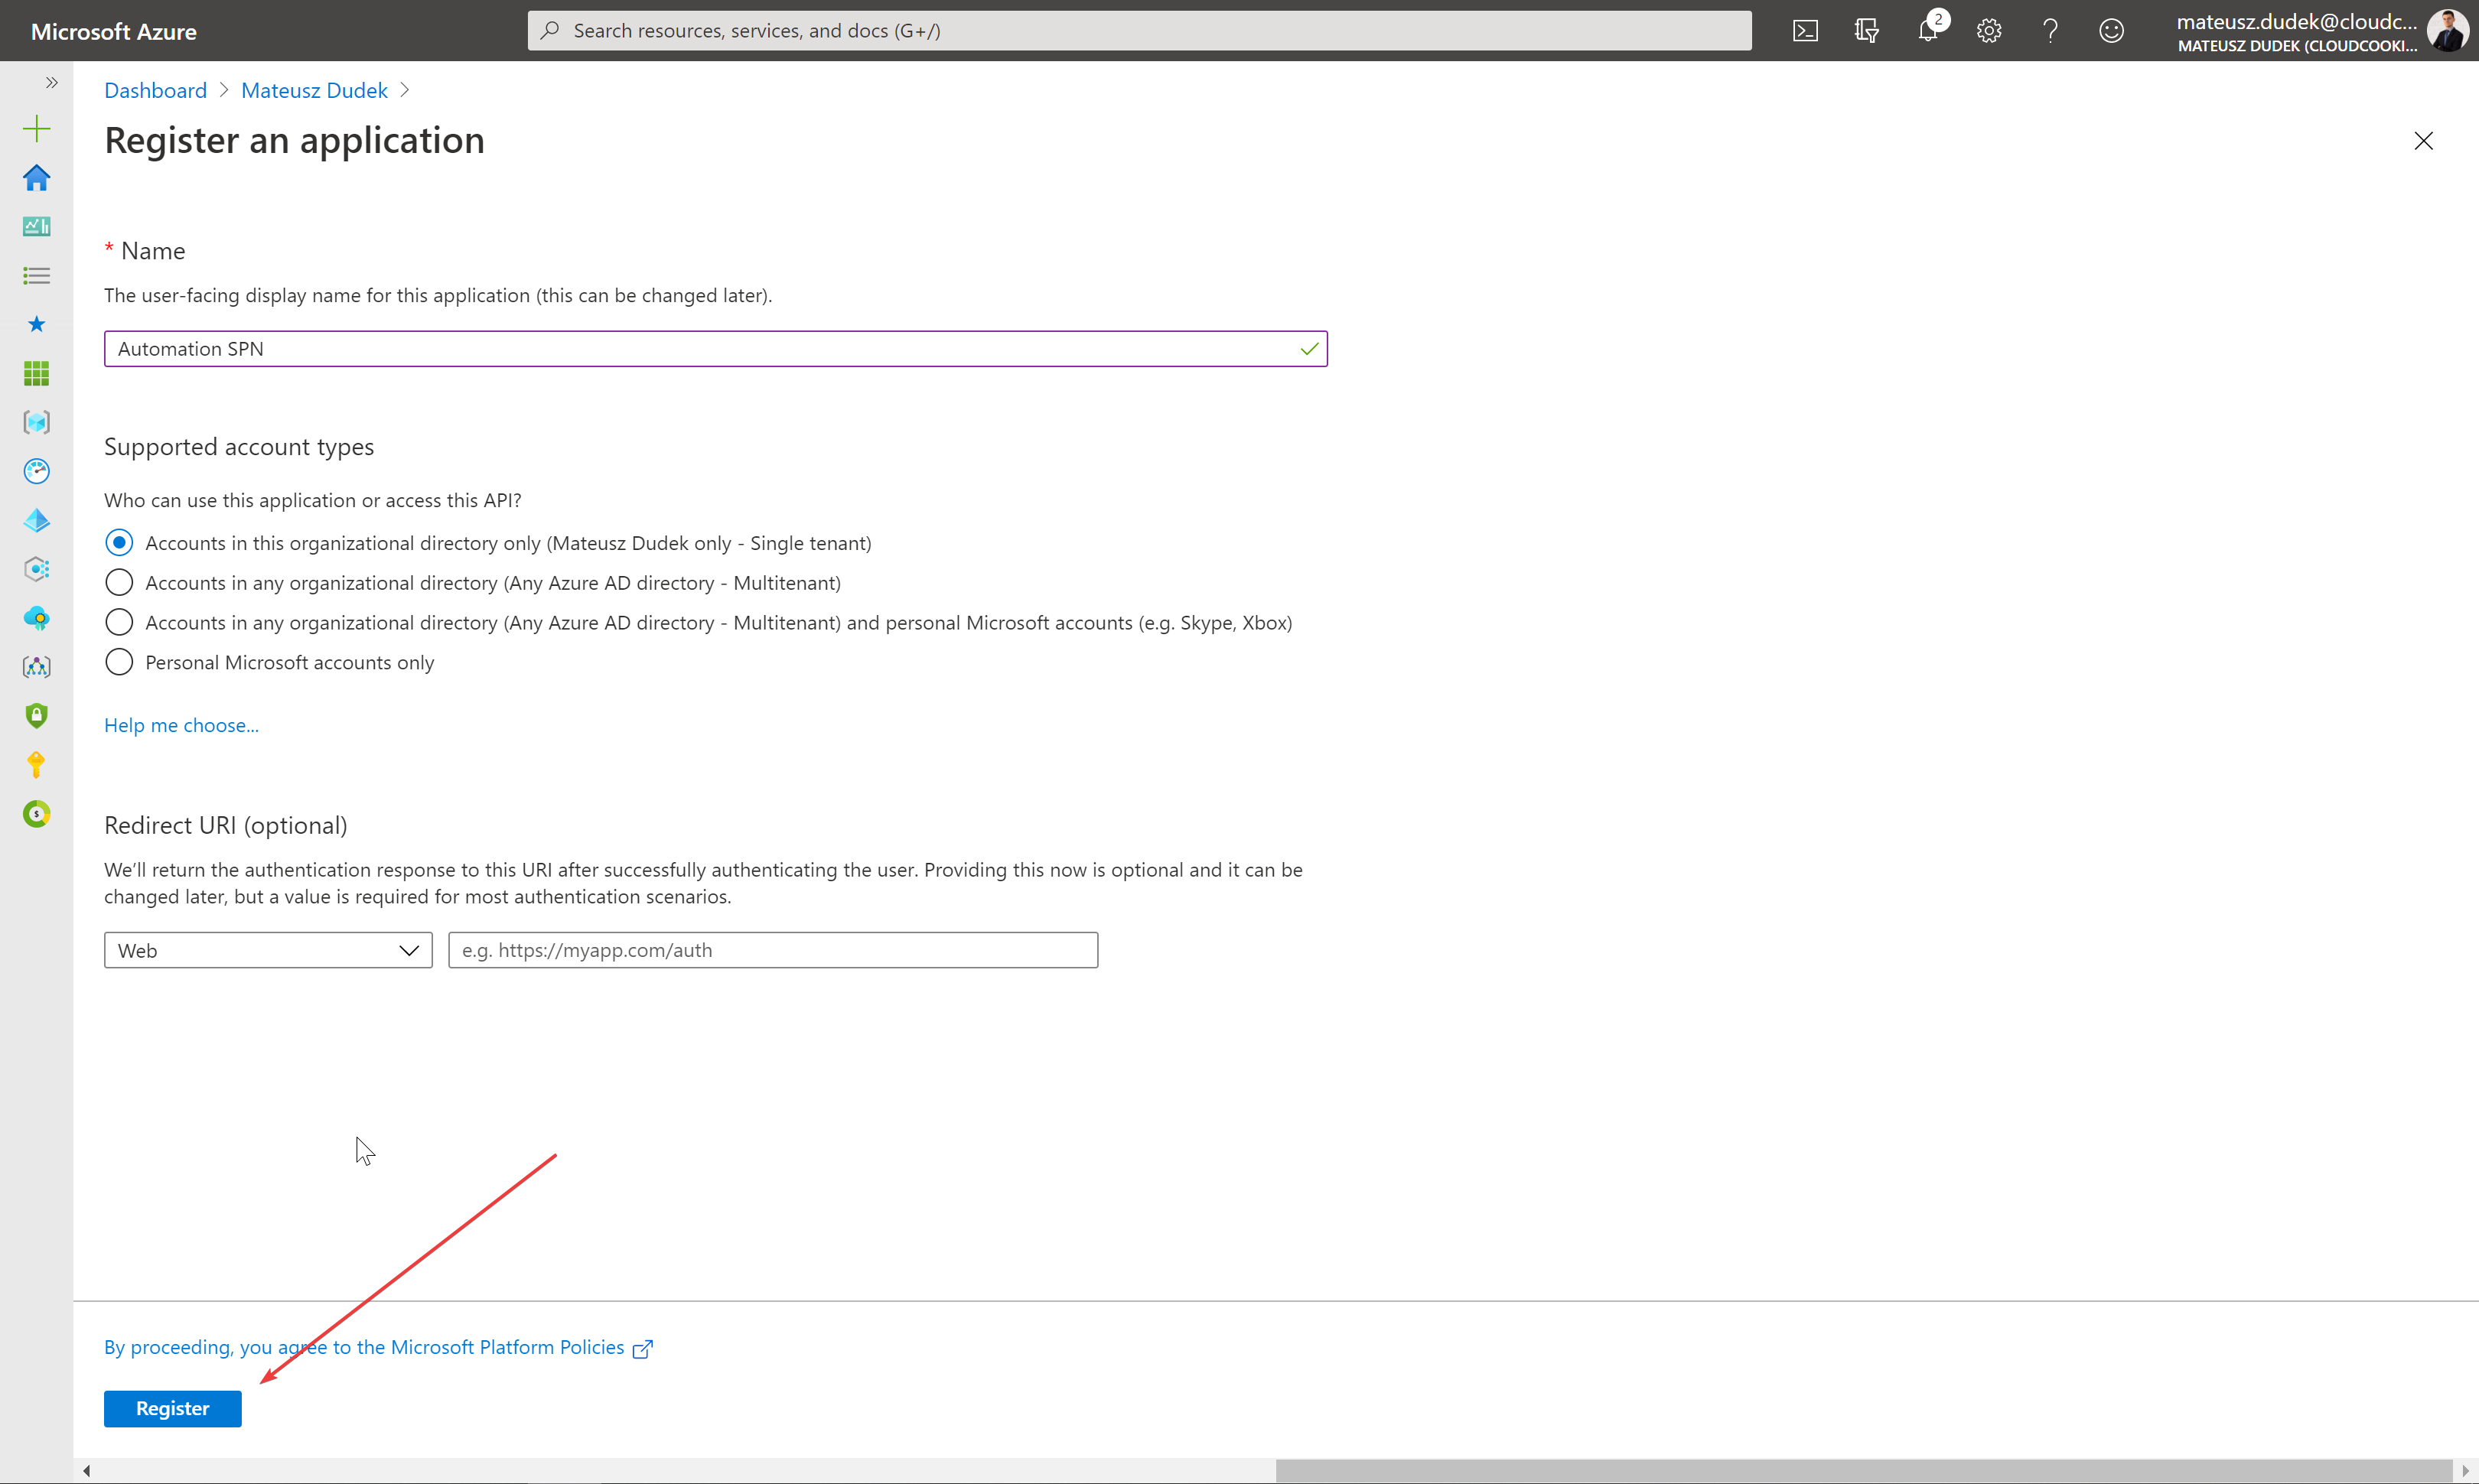 Microsoft Azure
Search resources, services, and docs (G+/)
2
mateusz.dudek@cloudc...
MATEUSZ DUDEK (CLOUDCOOKI...
Dashboard > Mateusz Dudek >
Register an application
* Name
The user-facing display name for this application (this can be changed later).
Automation SPN
Supported account types
Who can use this application or access this API?
Accounts in this organizational directory only (Mateusz Dudek only - Single tenant)
Accounts in any organizational directory (Any Azure AD directory - Multitenant)
Accounts in any organizational directory (Any Azure AD directory - Multitenant) and personal Microsoft accounts (e.g. Skype, Xbox)
Personal Microsoft accounts only
Help me choose...
Redirect URI (optional)
We’ll return the authentication response to this URI after successfully authenticating the user. Providing this now is optional and it can be
changed later, but a value is required for most authentication scenarios.
Web
e.g. https://myapp.com/auth
By proceeding, you agree to the Microsoft Platform Policies
Register